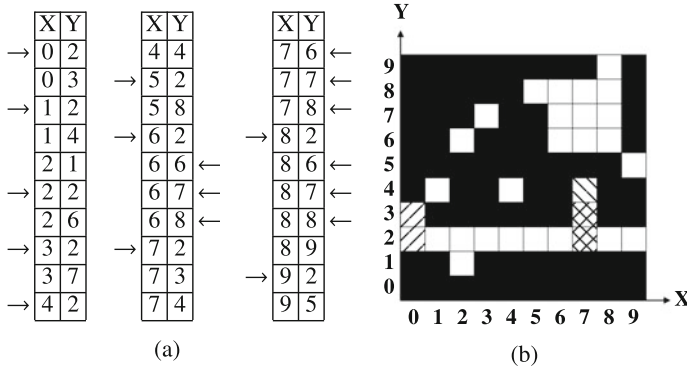 X Y
→ 0 2
0 3
→ 1 2
1 4
2 1
→ 2 2
2 6
→ 3 2
3 7
→ 4 2
X Y
4 4
→ 5 2
5 8
→ 6 2
6 6 ←
6 7 ←
6 8 ←
→ 7 2
7 3
7 4
X Y
7 6 ←
7 7 ←
7 8 ←
→ 8 2
8 6 ←
8 7 ←
8 8 ←
8 9
→ 9 2
9 5
(a)
Y
9
8
7
6
5
4
3
2
1
0
X
0 1 2 3 4 5 6 7 8 9
(b)